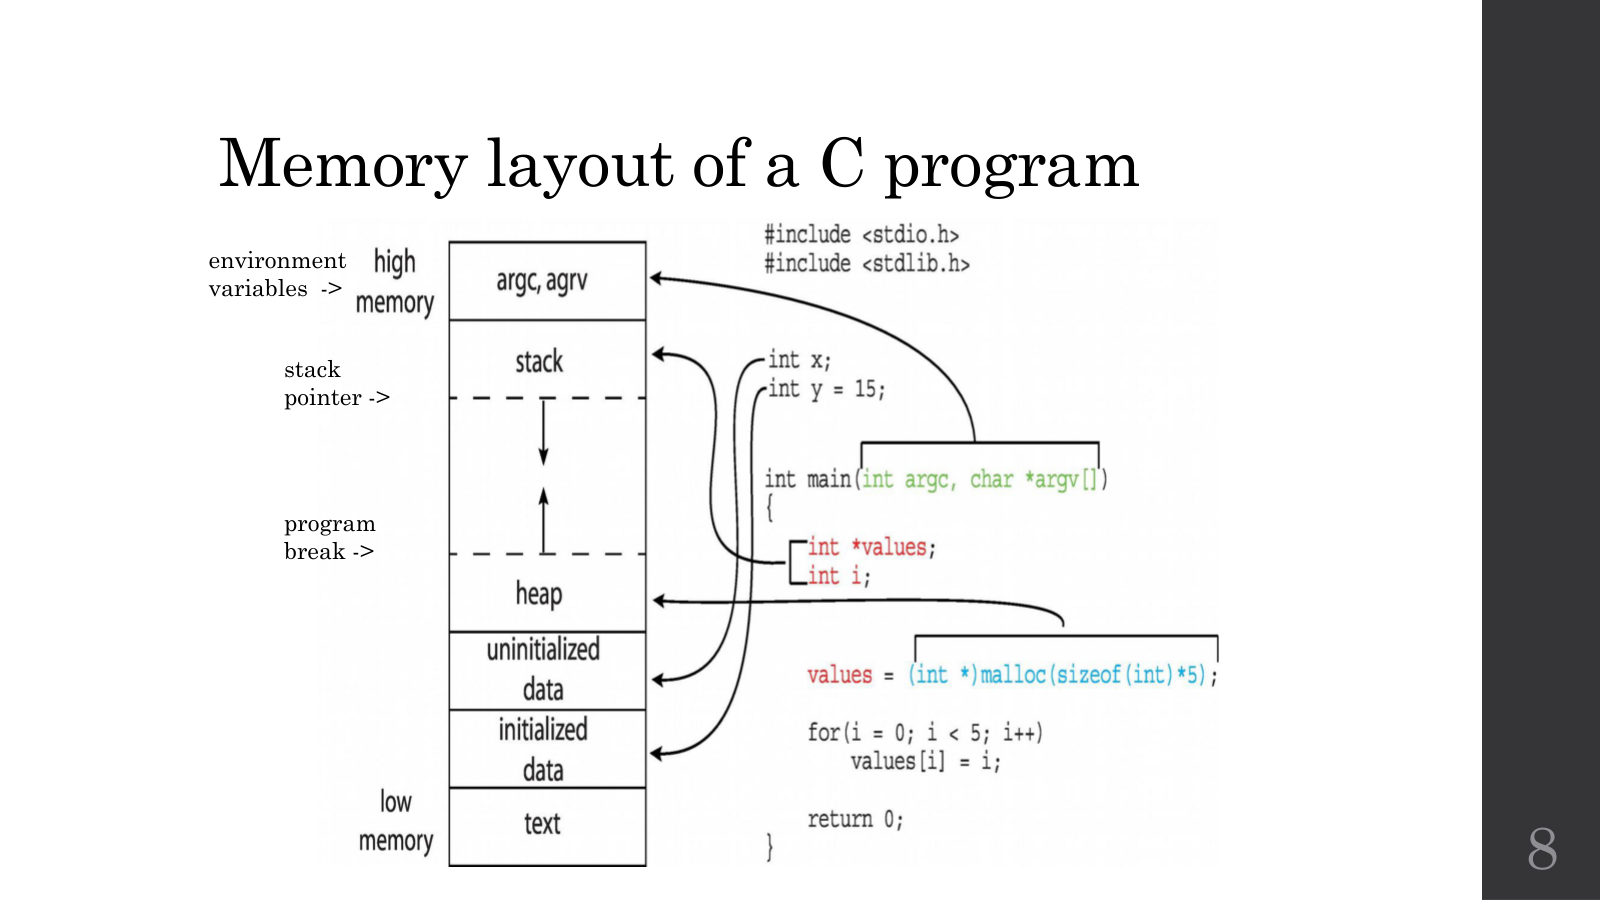 Memory layout of a C program
environment
variables ->
high
memory
argc, agrv
stack
pointer ->
stack
program
break ->
heap
uninitialized
data
initialized
data
low
memory
text
#include <stdio.h>
#include <stdlib.h>
int x;
int y = 15;
int main(int argc, char *argv[])
{
int *values;
int i;
values = (int *)malloc(sizeof(int)*5);
for(i = 0; i < 5; i++)
values[i] = i;
return 0;
}
8